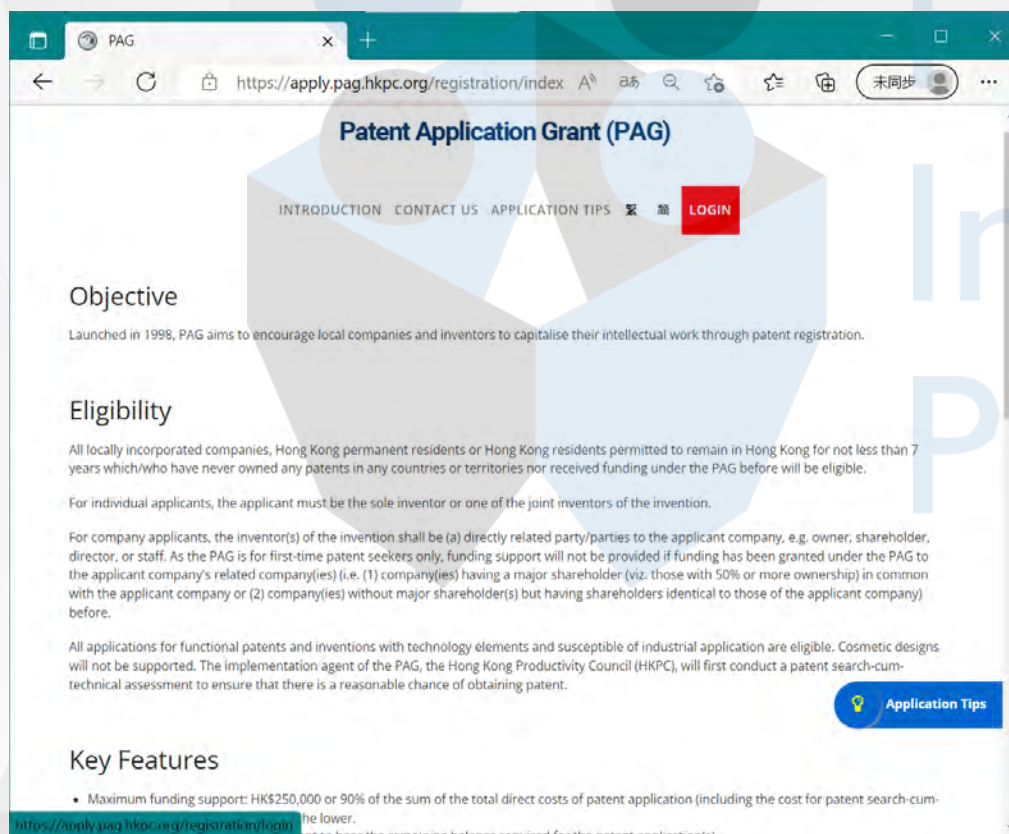 PAG
https://apply.pag.hkpc.org/registration/index
未同步
Patent Application Grant (PAG)
INTRODUCTION CONTACT US APPLICATION TIPS 繁 简 LOGIN
Objective
Launched in 1998, PAG aims to encourage local companies and inventors to capitalise their intellectual work through patent registration.
Eligibility
All locally incorporated companies, Hong Kong permanent residents or Hong Kong residents permitted to remain in Hong Kong for not less than 7
years which/who have never owned any patents in any countries or territories nor received funding under the PAG before will be eligible.
For individual applicants, the applicant must be the sole inventor or one of the joint inventors of the invention.
For company applicants, the inventor(s) of the invention shall be (a) directly related party/parties to the applicant company, e.g. owner, shareholder,
director, or staff. As the PAG is for first-time patent seekers only, funding support will not be provided if funding has been granted under the PAG to
the applicant company's related company(ies) (i.e. (1) company(ies) having a major shareholder (viz. those with 50% or more ownership) in common
with the applicant company or (2) company(ies) without major shareholder(s) but having shareholders identical to those of the applicant company)
before.
All applications for functional patents and inventions with technology elements and susceptible of industrial application are eligible. Cosmetic designs
will not be supported. The implementation agent of the PAG, the Hong Kong Productivity Council (HKPC), will first conduct a patent search-cum-
technical assessment to ensure that there is a reasonable chance of obtaining patent.
Application Tips
Key Features
• Maximum funding support: HK$250,000 or 90% of the sum of the total direct costs of patent application (including the cost for patent search-cum-
https://apply.pag.hkpc.org/registration/login he lower.
to bear the remaining balance required for the patent application(s)
In
P